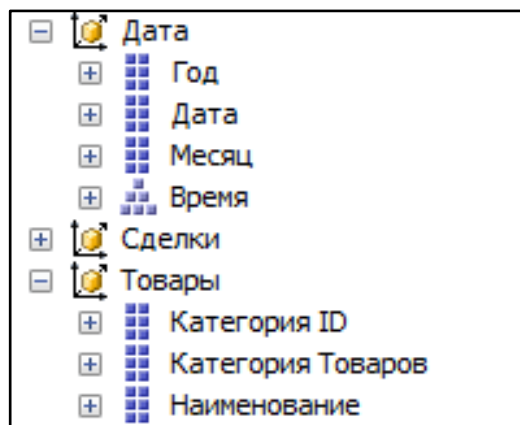 Дата
Год
Дата
Месяц
Время
Сделки
Товары
Категория ID
Категория Товаров
Наименование